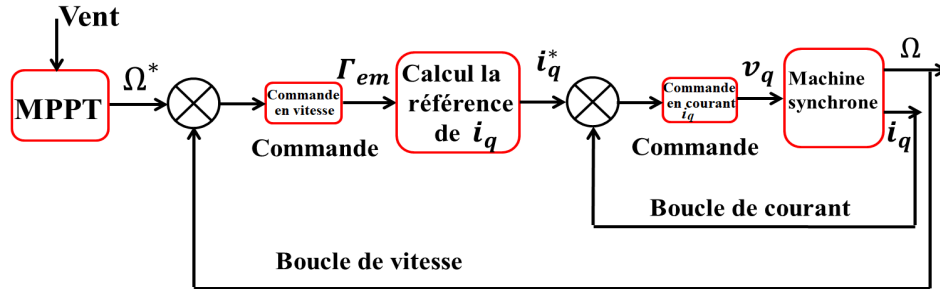 Vent
MPPT
Ω*
Commande
en vitesse
Commande
Γem
Calcul la
référence
de iq
iq*
Commande
en courant
iq
Commande
vq
Machine
synchrone
Ω
iq
Boucle de courant
Boucle de vitesse